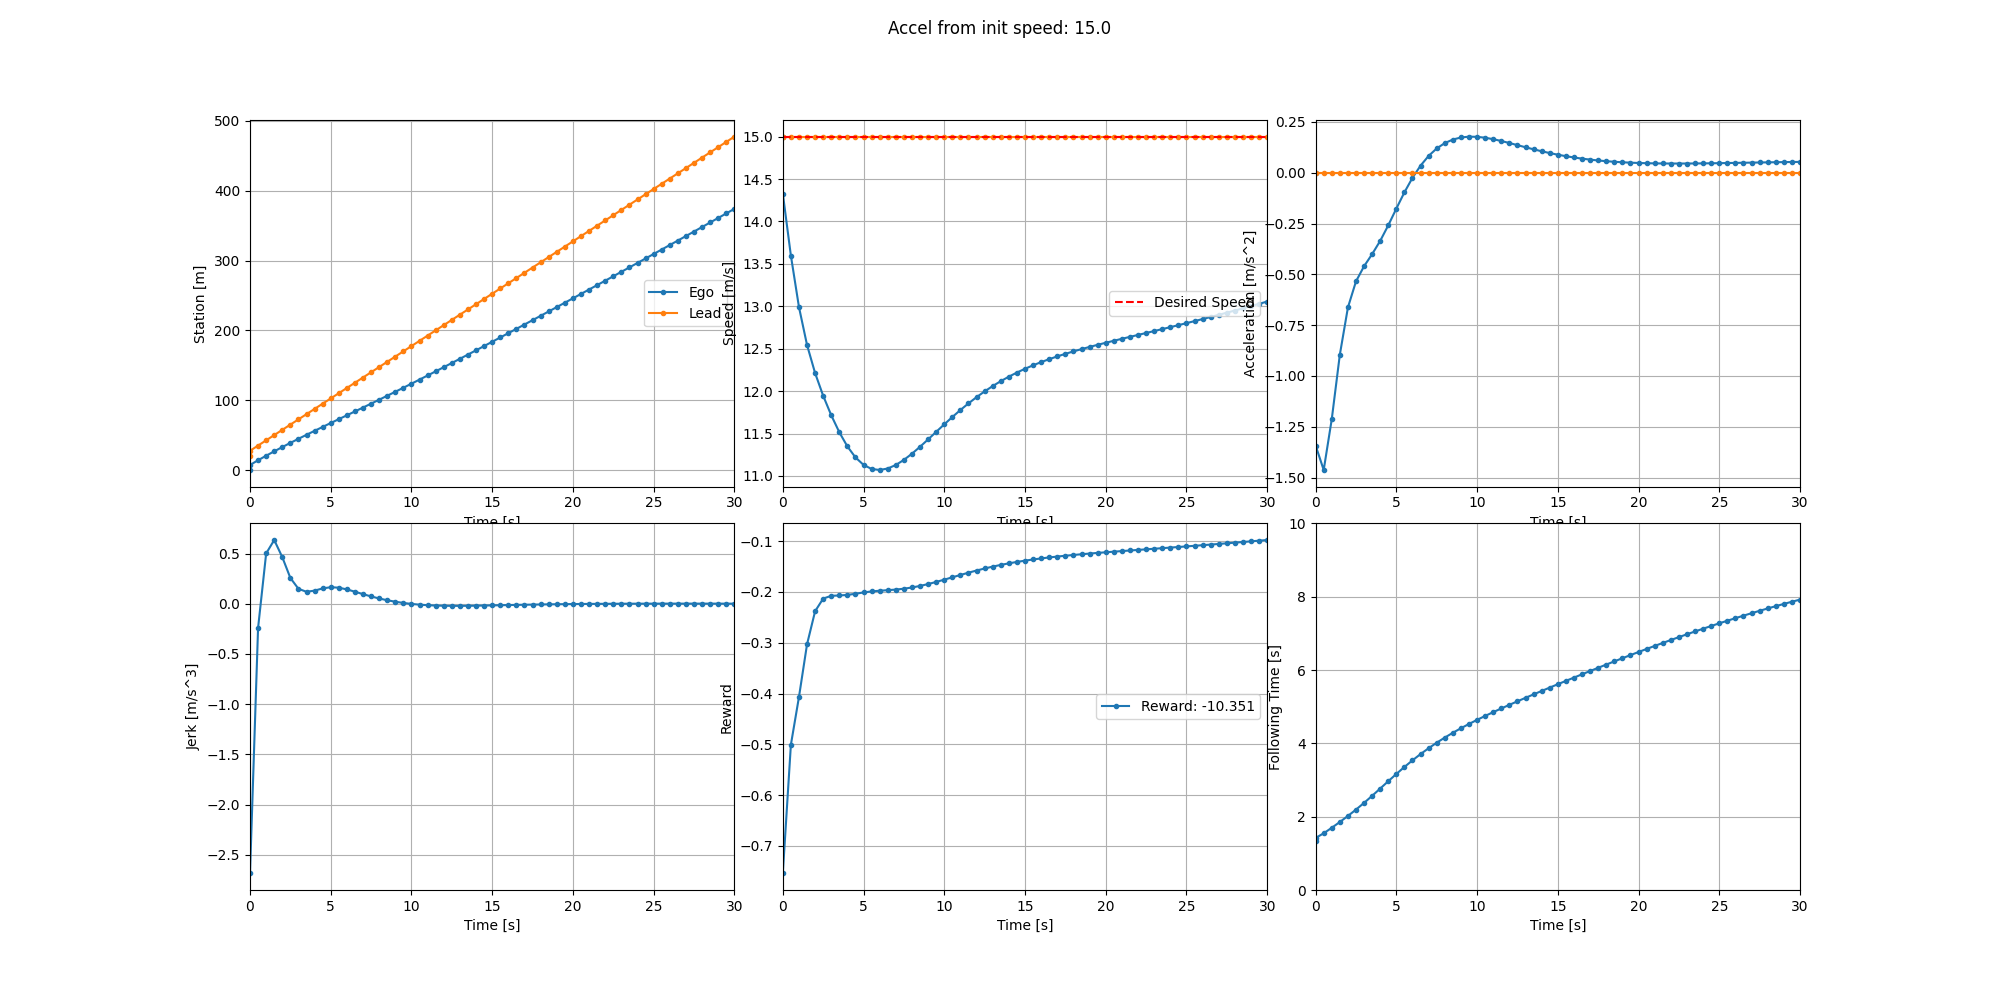 Accel from init speed: 15.0
Station [m]
500
400
300
200
100
0
Ego
Lead
0 5 10 15 20 25 30
Time [s]
Speed [m/s]
15.0
14.5
14.0
13.5
13.0
12.5
12.0
11.5
11.0
Desired Speed
0 5 10 15 20 25 30
Time [s]
Acceleration [m/s^2]
0.25
0.00
−0.25
−0.50
−0.75
−1.00
−1.25
−1.50
0 5 10 15 20 25 30
Time [s]
Jerk [m/s^3]
0.5
0.0
−0.5
−1.0
−1.5
−2.0
−2.5
0 5 10 15 20 25 30
Time [s]
Reward
−0.1
−0.2
−0.3
−0.4
−0.5
−0.6
−0.7
Reward: -10.351
0 5 10 15 20 25 30
Time [s]
Following Time [s]
10
8
6
4
2
0
0 5 10 15 20 25 30
Time [s]